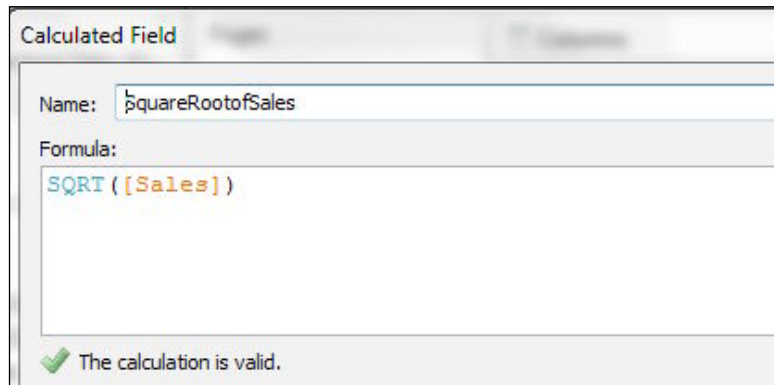 Calculated Field
Name: SquareRootofSales
Formula:
SQRT([Sales])
The calculation is valid.